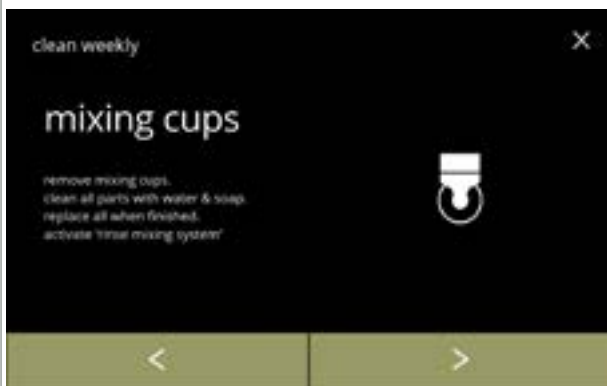 clean weekly
mixing cups
remove mixing cups.
clean all parts with water & soap.
replace all when finished.
activate 'rinse mixing system'